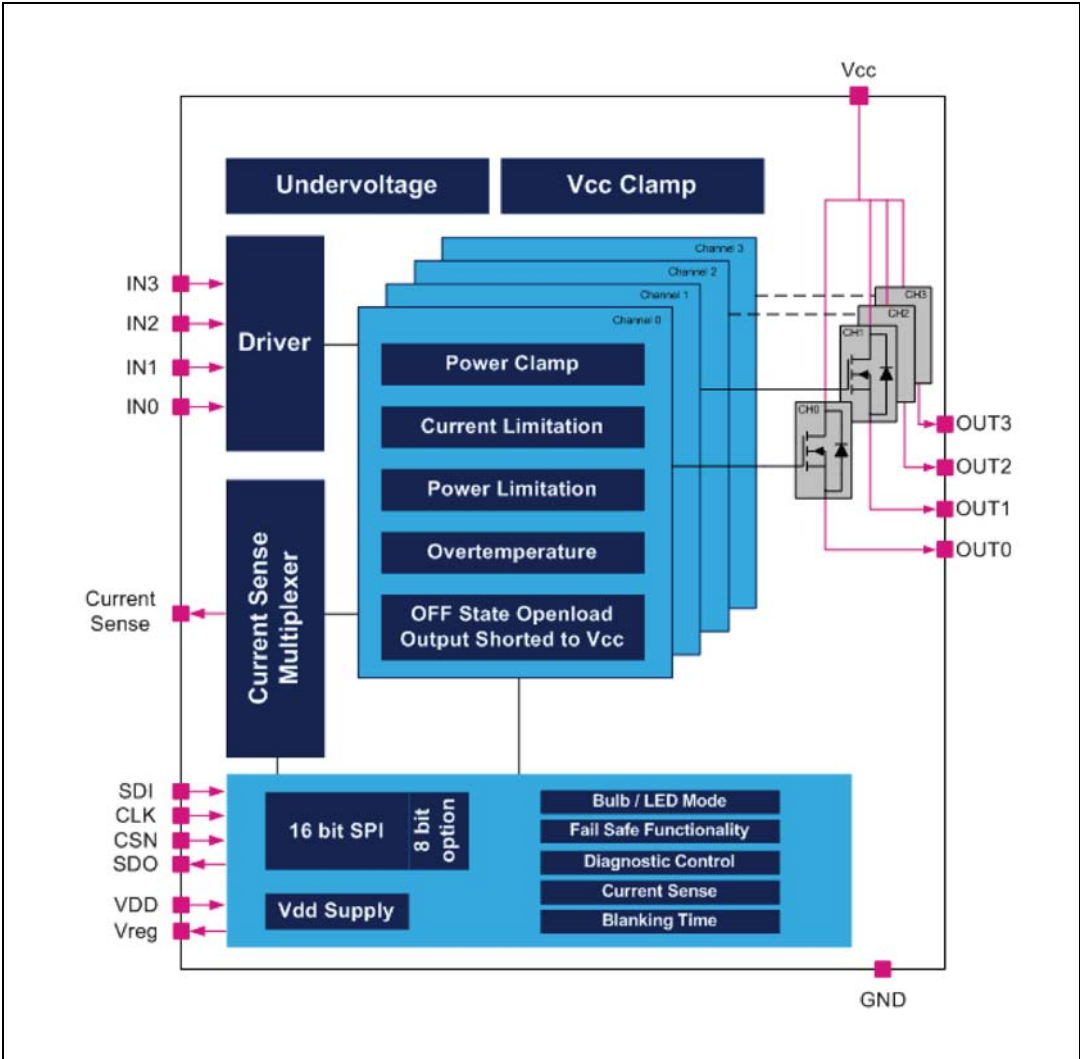 Vcc
Undervoltage
Vcc Clamp
IN3
IN2
IN1
IN0
Driver
Channel 3
Channel 2
Channel 1
Channel 0
Power Clamp
Current Limitation
Power Limitation
Overtemperature
OFF State Openload
Output Shorted to Vcc
CH3
CH2
CH1
CH0
OUT3
OUT2
OUT1
OUT0
Current
Sense
Current Sense
Multiplexer
SDI
CLK
CSN
SDO
VDD
Vreg
16 bit SPI
8 bit
option
Vdd Supply
Bulb / LED Mode
Fail Safe Functionality
Diagnostic Control
Current Sense
Blanking Time
GND